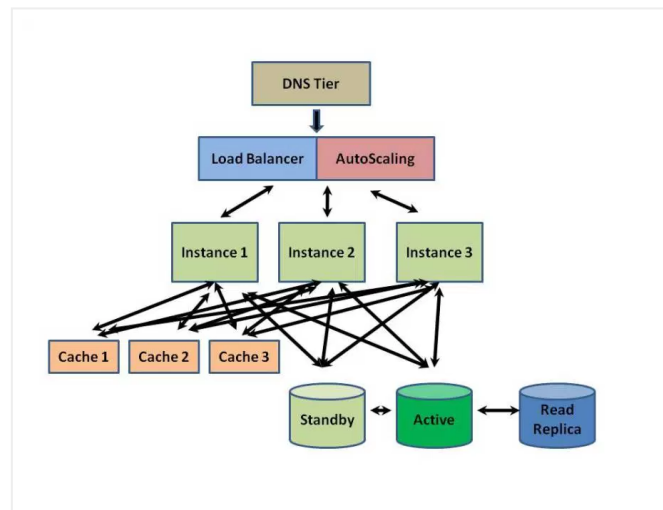 DNS Tier
Load Balancer
AutoScaling
Instance 1
Instance 2
Instance 3
Cache 1
Cache 2
Cache 3
Standby
Active
Read
Replica